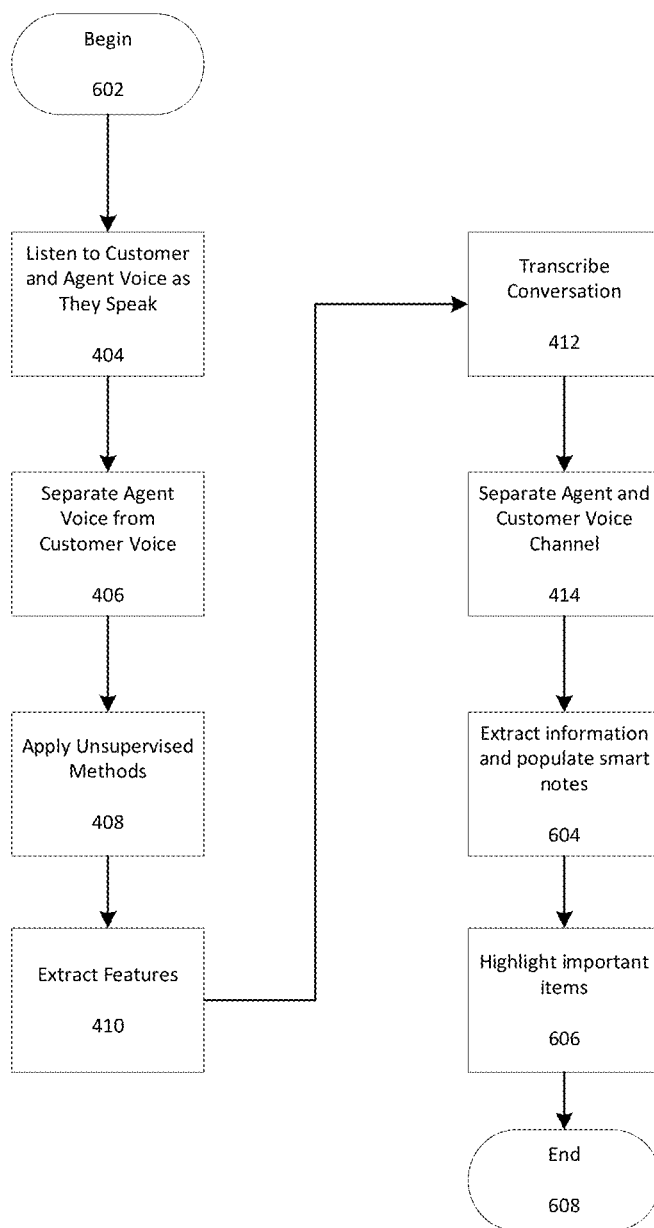 Begin
602
Listen to Customer
and Agent Voice as
They Speak
404
Separate Agent
Voice from
Customer Voice
406
Apply Unsupervised
Methods
408
Extract Features
410
Transcribe
Conversation
412
Separate Agent and
Customer Voice
Channel
414
Extract information
and populate smart
notes
604
Highlight important
items
606
End
608